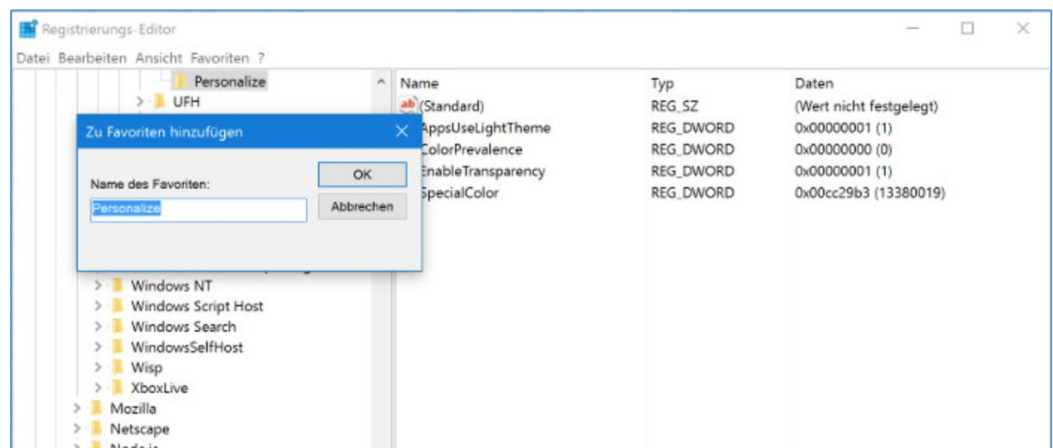 Registrierungs-Editor
Datei Bearbeiten Ansicht Favoriten ?
Personalize
UFH
Zu Favoriten hinzufügen
Name des Favoriten:
Personalize
OK
Abbrechen
Windows NT
Windows Script Host
Windows Search
WindowsSelfHost
Wisp
XboxLive
Mozilla
Netscape
Name Typ Daten
ab (Standard) REG_SZ (Wert nicht festgelegt)
AppsUseLightTheme REG_DWORD 0x00000001 (1)
ColorPrevalence REG_DWORD 0x00000000 (0)
EnableTransparency REG_DWORD 0x00000001 (1)
SpecialColor REG_DWORD 0x00cc29b3 (13380019)